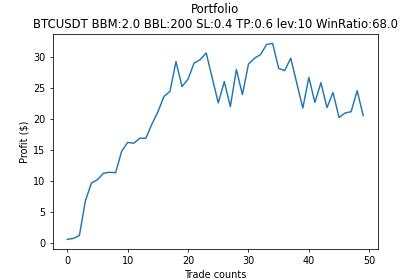 Portfolio
BTCUSDT BBM:2.0 BBL:200 SL:0.4 TP:0.6 lev:10 WinRatio:68.0
Profit ($)
30
25
20
15
10
5
0
0 10 20 30 40 50
Trade counts